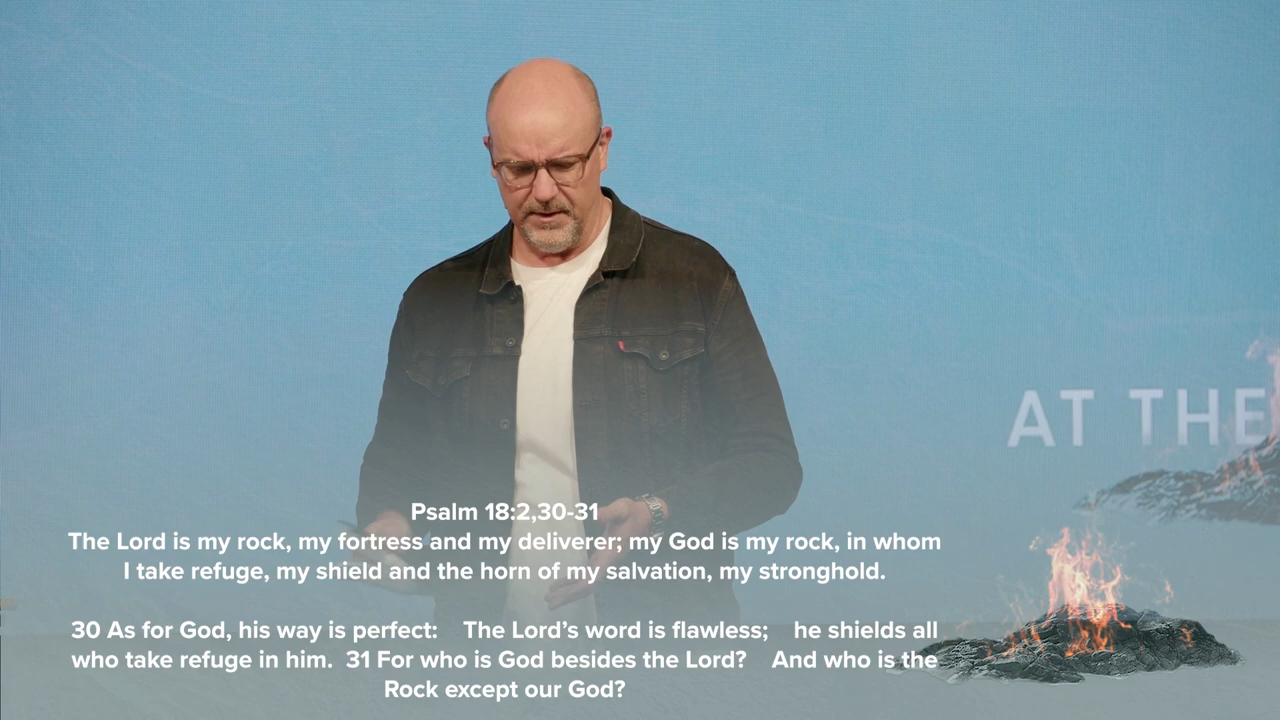 AT THE
Psalm 18:2,30-31
The Lord is my rock, my fortress and my deliverer; my God is my rock, in whom
I take refuge, my shield and the horn of my salvation, my stronghold.
30 As for God, his way is perfect: The Lord’s word is flawless; he shields all
who take refuge in him. 31 For who is God besides the Lord? And who is the
Rock except our God?